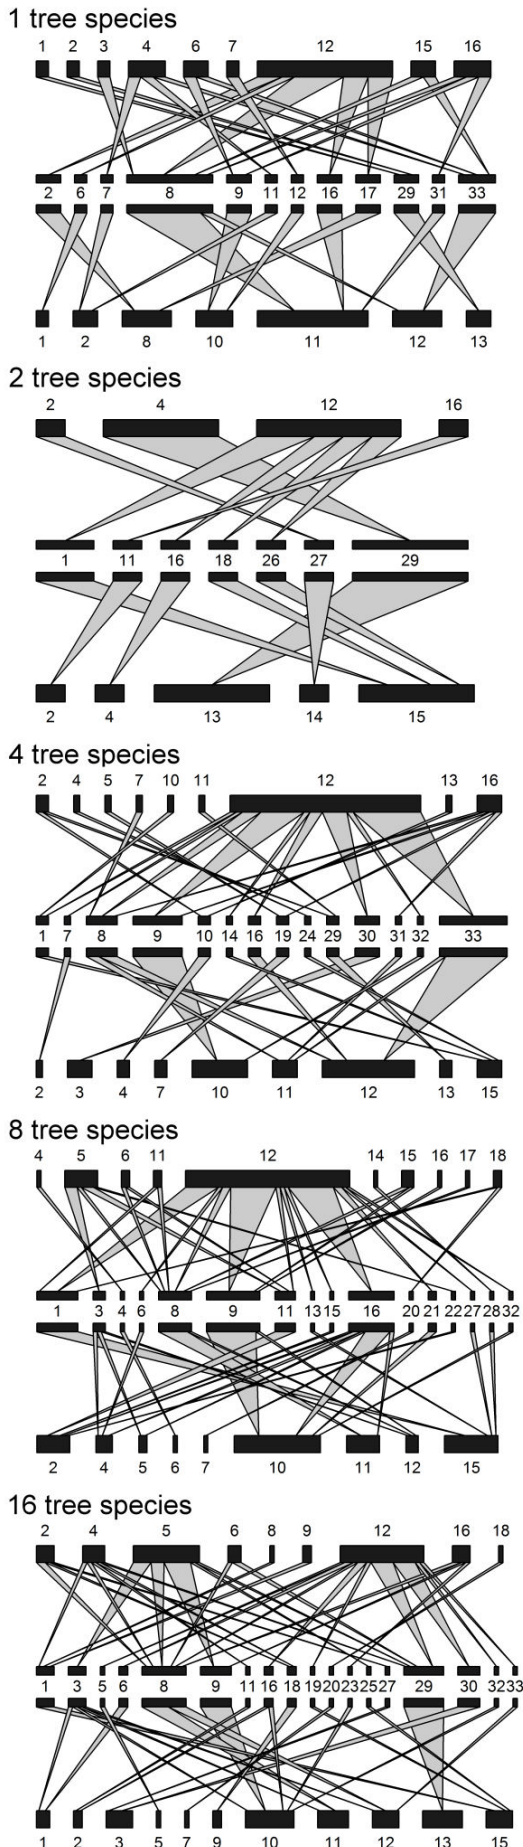 1 tree species
1 2 3 4 6 7 12 15 16
2 6 7 8 9 11 12 16 17 29 31 33
1 2 8 10 11 12 13
2 tree species
2 4 12 16
1 11 16 18 26 27 29
2 4 13 14 15
4 tree species
2 4 5 7 10 11 12 13 16
1 7 8 9 10 14 16 19 24 29 30 31 32 33
2 3 4 7 10 11 12 13 15
8 tree species
4 5 6 11 12 14 15 16 17 18
1 3 4 6 8 9 11 13 15 16 20 21 22 27 28 32
2 4 5 6 7 10 11 12 15
16 tree species
2 4 5 6 8 9 12 16 18
1 3 5 6 8 9 11 16 18 19 20 23 25 27 29 30 32 33
1 2 3 5 7 9 10 11 12 13 15